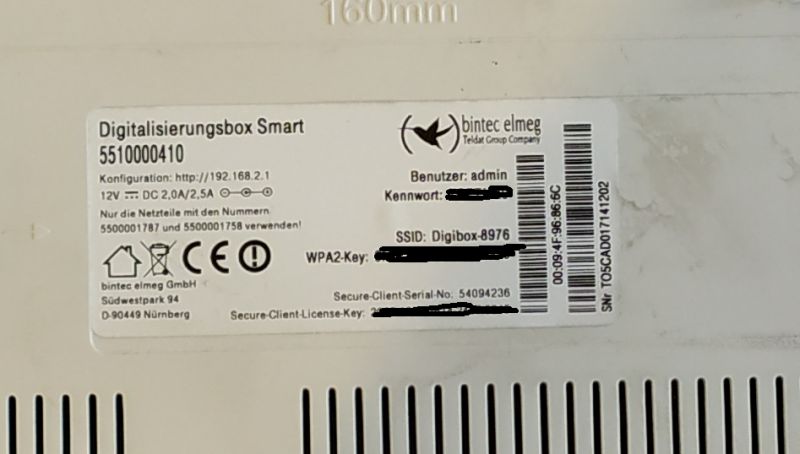 160mm
Digitalisierungsbox Smart
5510000410
Konfiguration: http://192.168.2.1
12V DC 2,0A/2,5A
Nur die Netzteile mit den Nummern
5500001787 und 5500001758 verwenden!
bintec elmeg GmbH
Südwestpark 94
D-90449 Nürnberg
bintec elmeg
Teldat Group Company
Benutzer: admin
Kennwort:
SSID: Digibox-8976
WPA2-Key:
Secure-Client-Serial-No: 54094236
Secure-Client-License-Key:
00:09:4F:96:86:6C
SNr TO5CAD017141202